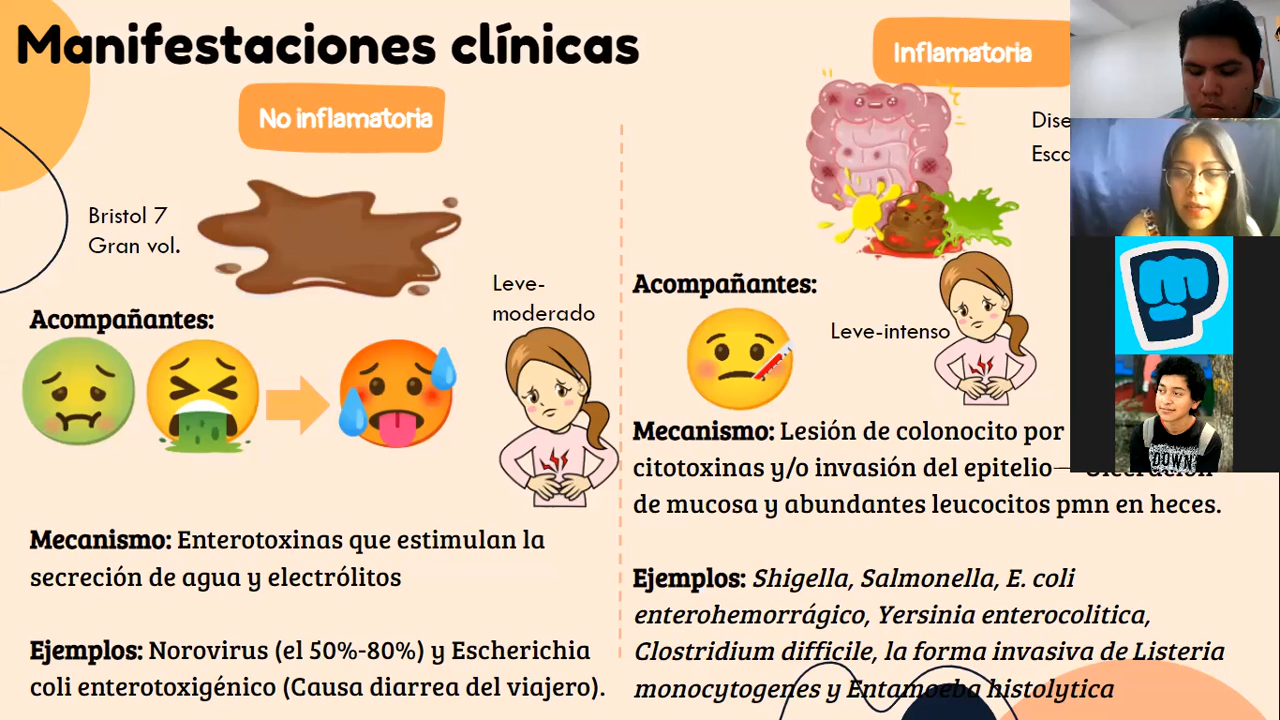 Manifestaciones clínicas
No inflamatoria
Bristol 7
Gran vol.
Leve-
moderado
Acompañantes:
Mecanismo: Enterotoxinas que estimulan la
secreción de agua y electrólitos
Ejemplos: Norovirus (el 50%-80%) y Escherichia
coli enterotoxigénico (Causa diarrea del viajero).
Inflamatoria
Acompañantes:
Leve-intenso
Mecanismo: Lesión de colonocito por
citotoxinas y/o invasión del epitelio—
de mucosa y abundantes leucocitos pmn en heces.
Ejemplos: Shigella, Salmonella, E. coli
enterohemorrágico, Yersinia enterocolitica,
Clostridium difficile, la forma invasiva de Listeria
monocytogenes y Entamoeba histolytica
DOWN